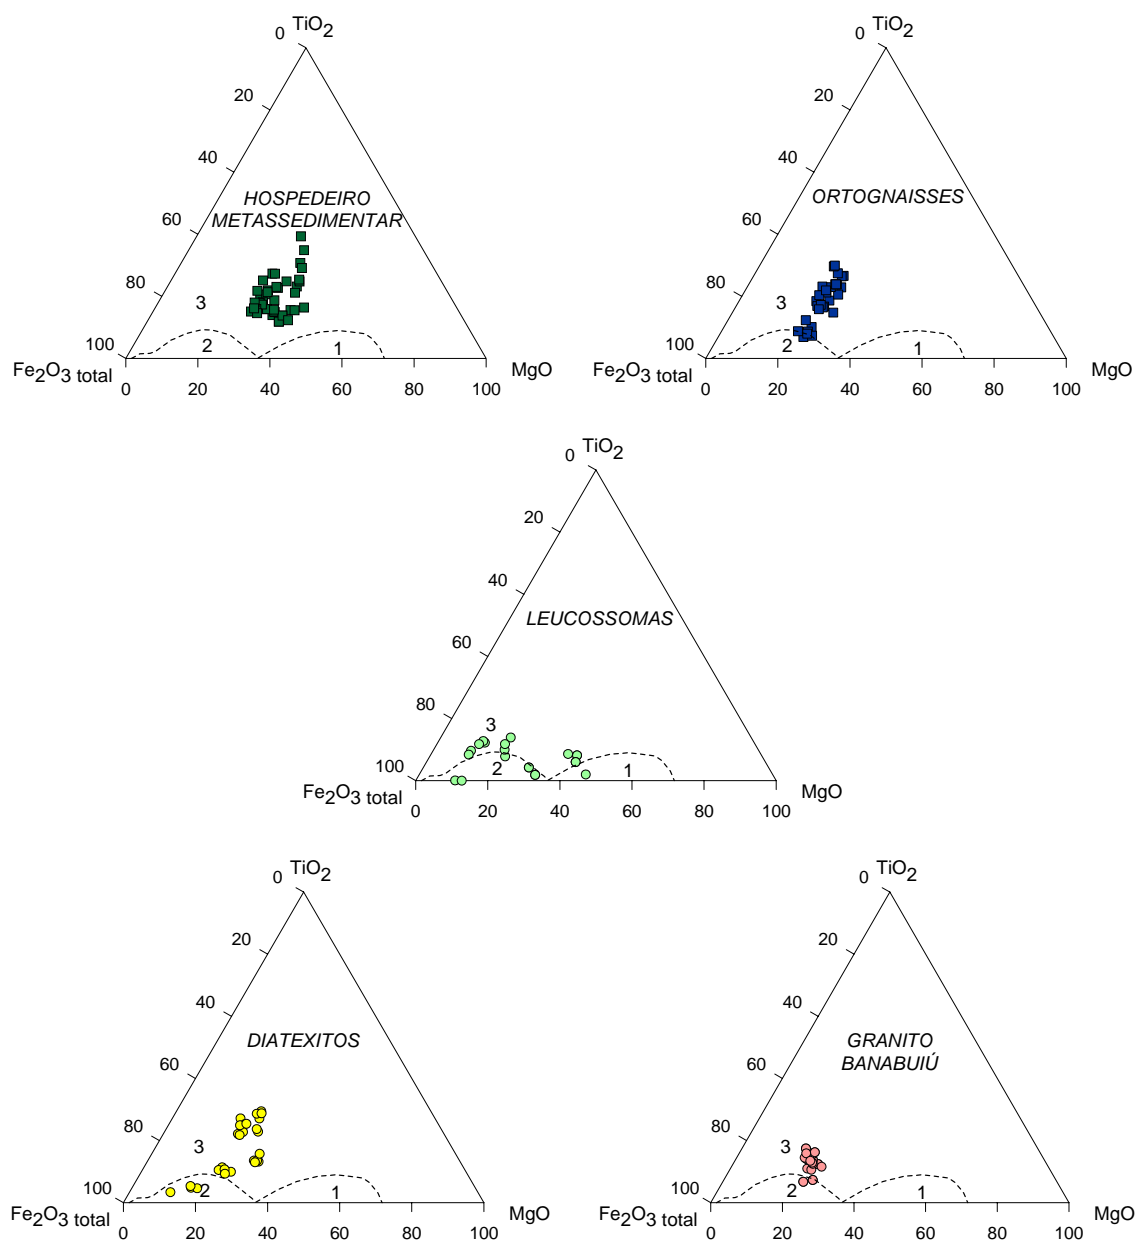 0 TiO2
20
40
HOSPEDEIRO
METASSEDIMENTAR
60
80
3
2
1
100
Fe2O3 total
MgO
0 20 40 60 80 100
0 TiO2
20
40
ORTOGNAISSES
60
80
3
2
1
100
Fe2O3 total
MgO
0 20 40 60 80 100
0 TiO2
20
40
LEUCOSSOMAS
60
80
3
2
1
100
Fe2O3 total
MgO
0 20 40 60 80 100
0 TiO2
20
40
DIATEXITOS
60
80
3
2
1
100
Fe2O3 total
MgO
0 20 40 60 80 100
0 TiO2
20
40
GRANITO
BANABUIÚ
60
80
3
2
1
100
Fe2O3 total
MgO
0 20 40 60 80 100